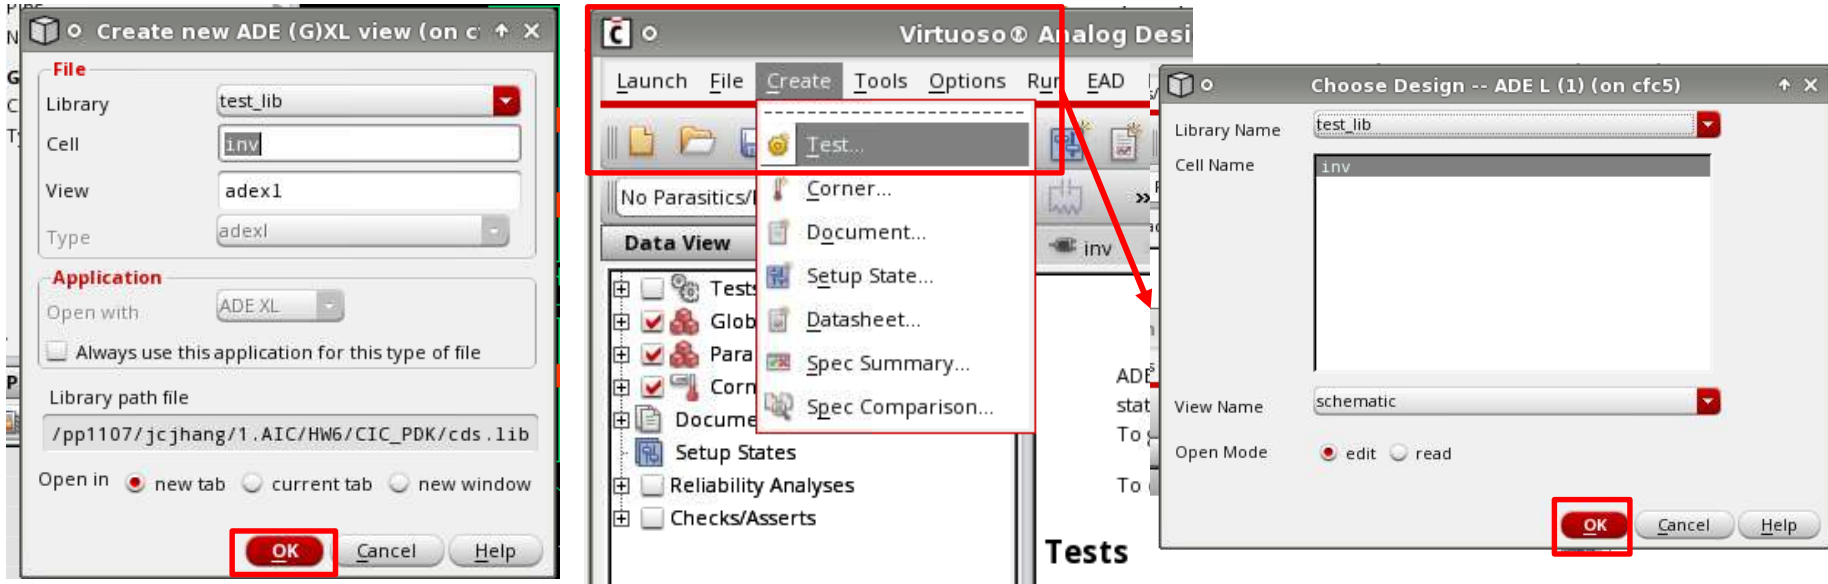 Create new ADE (G)XL view (on c
File
Library
test_lib
Cell
inv
View
adexl
Type
adexl
Application
Open with
ADE XL
Always use this application for this type of file
Library path file
/pp1107/jcjhang/1.AIC/HW6/CIC_PDK/cds.lib
Open in
new tab
current tab
new window
OK
Cancel
Help
Virtuoso® Analog Desi
Launch File Create Tools Options Run EAD
Test...
Corner...
Document...
Setup State...
Datasheet...
Spec Summary...
Spec Comparison...
No Parasitics/
Data View
inv
Tests
Glob
Para
Corn
Docume
Setup States
Reliability Analyses
Checks/Asserts
ADE
stat
To
To
Tests
Choose Design -- ADE L (1) (on cfc5)
Library Name
test_lib
Cell Name
inv
View Name
schematic
Open Mode
edit
read
OK
Cancel
Help